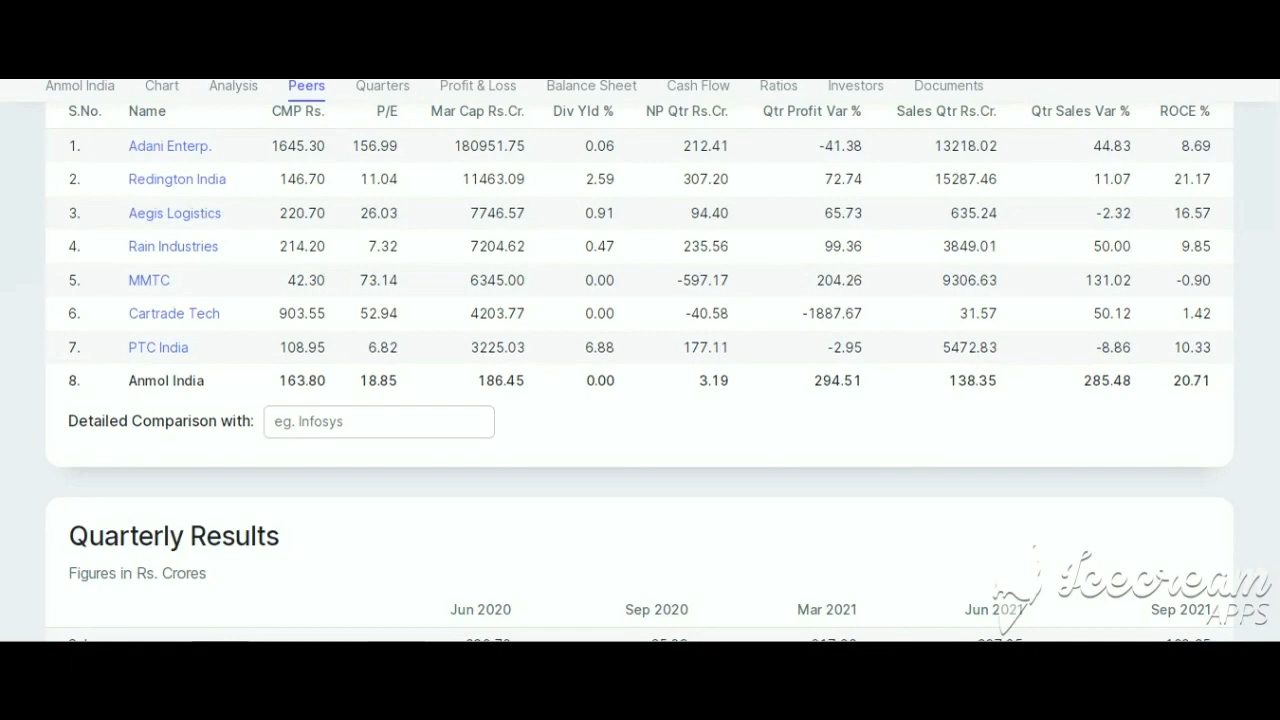 Anmol India Chart Analysis Peers Quarters Profit & Loss Balance Sheet Cash Flow Ratios Investors Documents
S.No. Name CMP Rs. P/E Mar Cap Rs.Cr. Div Yld % NP Qtr Rs.Cr. Qtr Profit Var % Sales Qtr Rs.Cr. Qtr Sales Var % ROCE %
1. Adani Enterp. 1645.30 156.99 180951.75 0.06 212.41 -41.38 13218.02 44.83 8.69
2. Redington India 146.70 11.04 11463.09 2.59 307.20 72.74 15287.46 11.07 21.17
3. Aegis Logistics 220.70 26.03 7746.57 0.91 94.40 65.73 635.24 -2.32 16.57
4. Rain Industries 214.20 7.32 7204.62 0.47 235.56 99.36 3849.01 50.00 9.85
5. MMTC 42.30 73.14 6345.00 0.00 -597.17 204.26 9306.63 131.02 -0.90
6. Cartrade Tech 903.55 52.94 4203.77 0.00 -40.58 -1887.67 31.57 50.12 1.42
7. PTC India 108.95 6.82 3225.03 6.88 177.11 -2.95 5472.83 -8.86 10.33
8. Anmol India 163.80 18.85 186.45 0.00 3.19 294.51 138.35 285.48 20.71
Detailed Comparison with: eg. Infosys
Quarterly Results
Figures in Rs. Crores
Jun 2020 Sep 2020 Mar 2021 Jun 2021 Sep 2021
Icecream
APPS